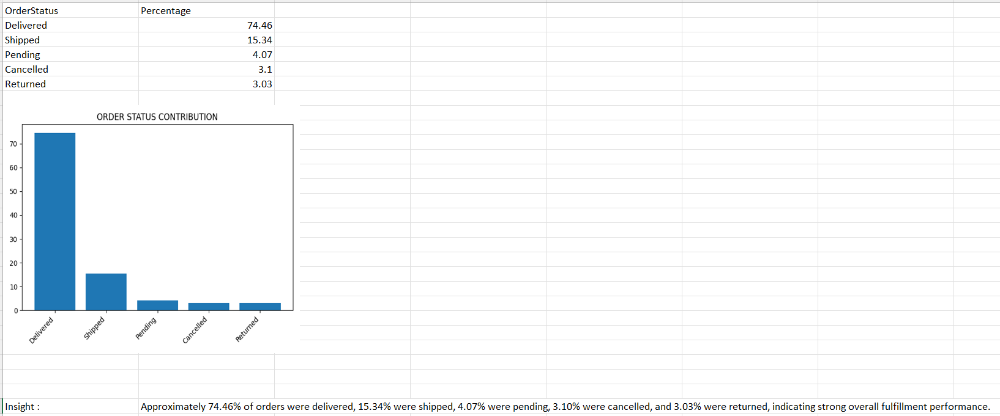 OrderStatus Percentage
Delivered 74.46
Shipped 15.34
Pending 4.07
Cancelled 3.1
Returned 3.03
ORDER STATUS CONTRIBUTION
70
60
50
40
30
20
10
0
Delivered Shipped Pending Cancelled Returned
Insight : Approximately 74.46% of orders were delivered, 15.34% were shipped, 4.07% were pending, 3.10% were cancelled, and 3.03% were returned, indicating strong overall fulfillment performance.